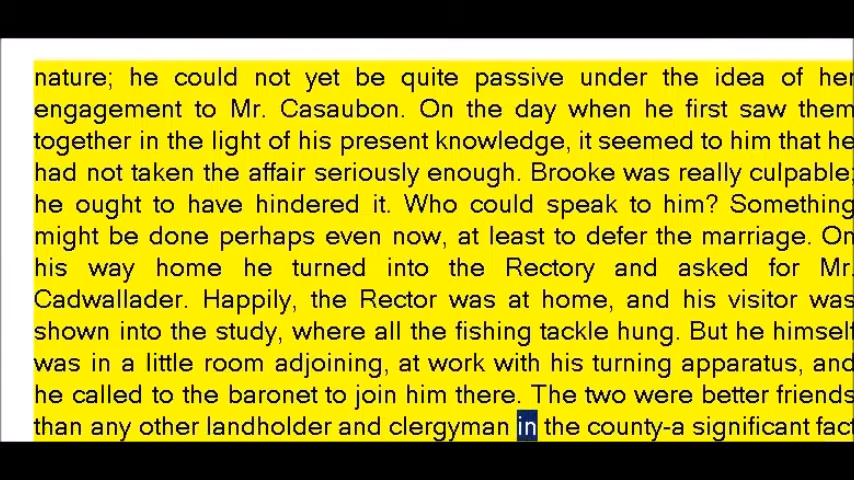 nature; he could not yet be quite passive under the idea of her
engagement to Mr. Casaubon. On the day when he first saw them
together in the light of his present knowledge, it seemed to him that he
had not taken the affair seriously enough. Brooke was really culpable;
he ought to have hindered it. Who could speak to him? Something
might be done perhaps even now, at least to defer the marriage. On
his way home he turned into the Rectory and asked for Mr.
Cadwallader. Happily, the Rector was at home, and his visitor was
shown into the study, where all the fishing tackle hung. But he himself
was in a little room adjoining, at work with his turning apparatus, and
he called to the baronet to join him there. The two were better friends
than any other landholder and clergyman in the county-a significant fact